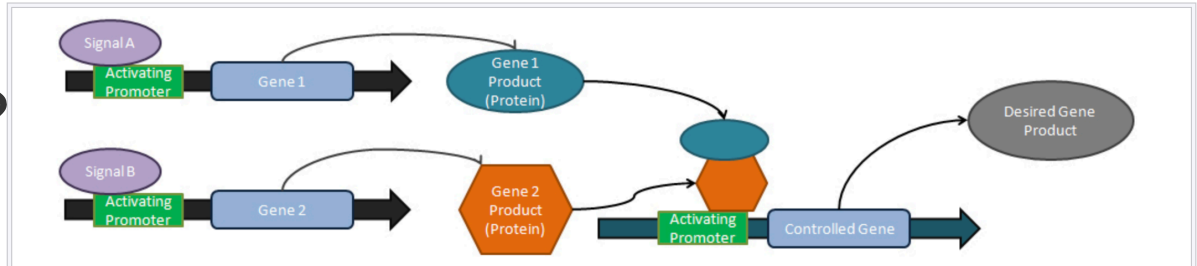 Signal A
Activating
Promoter
Gene 1
Gene 1
Product
(Protein)
Desired Gene
Product
Signal B
Activating
Promoter
Gene 2
Gene 2
Product
(Protein)
Activating
Promoter
Controlled Gene